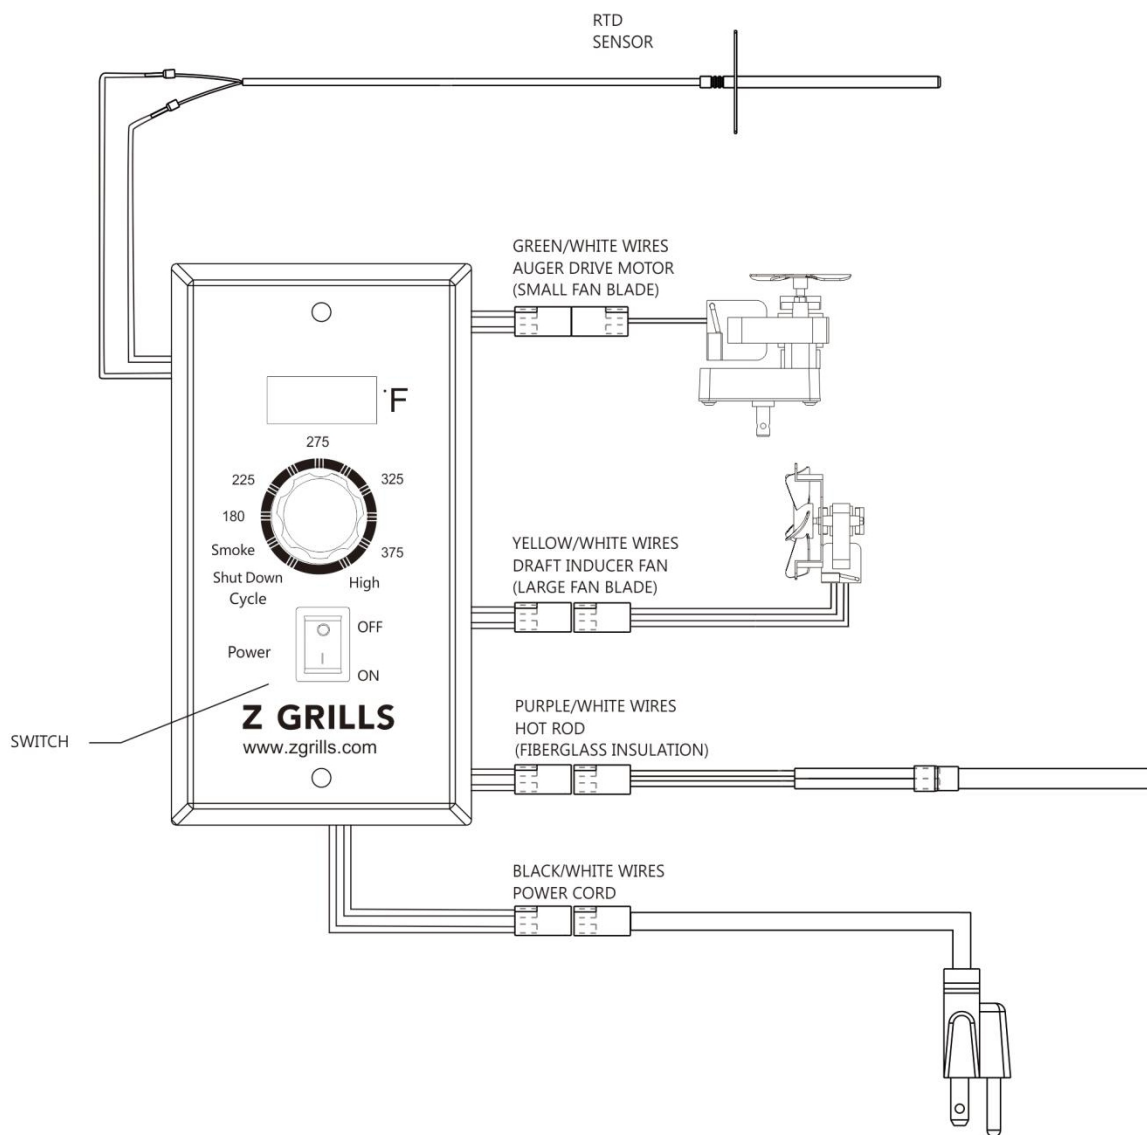 RTD
SENSOR
GREEN/WHITE WIRES
AUGER DRIVE MOTOR
(SMALL FAN BLADE)
°F
275
225
325
180
Smoke
375
Shut Down
Cycle
High
YELLOW/WHITE WIRES
DRAFT INDUCER FAN
(LARGE FAN BLADE)
OFF
Power
ON
Z GRILLS
www.zgrills.com
SWITCH
PURPLE/WHITE WIRES
HOT ROD
(FIBERGLASS INSULATION)
BLACK/WHITE WIRES
POWER CORD